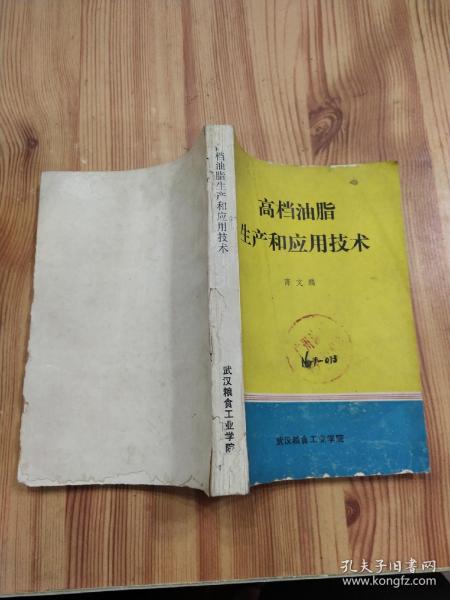 高档油脂
生产和应用技术
武汉粮食工业学院
档油脂生产和应用技术
武汉粮食工业学院
孔夫子旧书网
www.kongfz.com